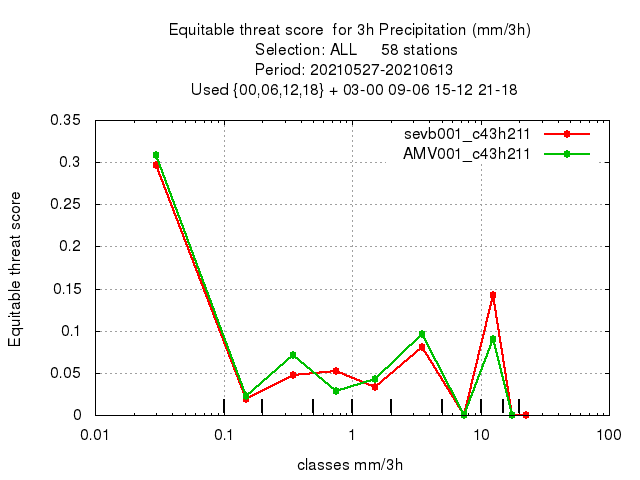 Equitable threat score  for 3h Precipitation (mm/3h)
Selection: ALL     58 stations
Period: 20210527-20210613
Used {00,06,12,18} + 03-00 09-06 15-12 21-18
sevb001_c43h211
AMV001_c43h211
Equitable threat score
0.35
0.3
0.25
0.2
0.15
0.1
0.05
0
0.01 0.1 1 10 100
classes mm/3h